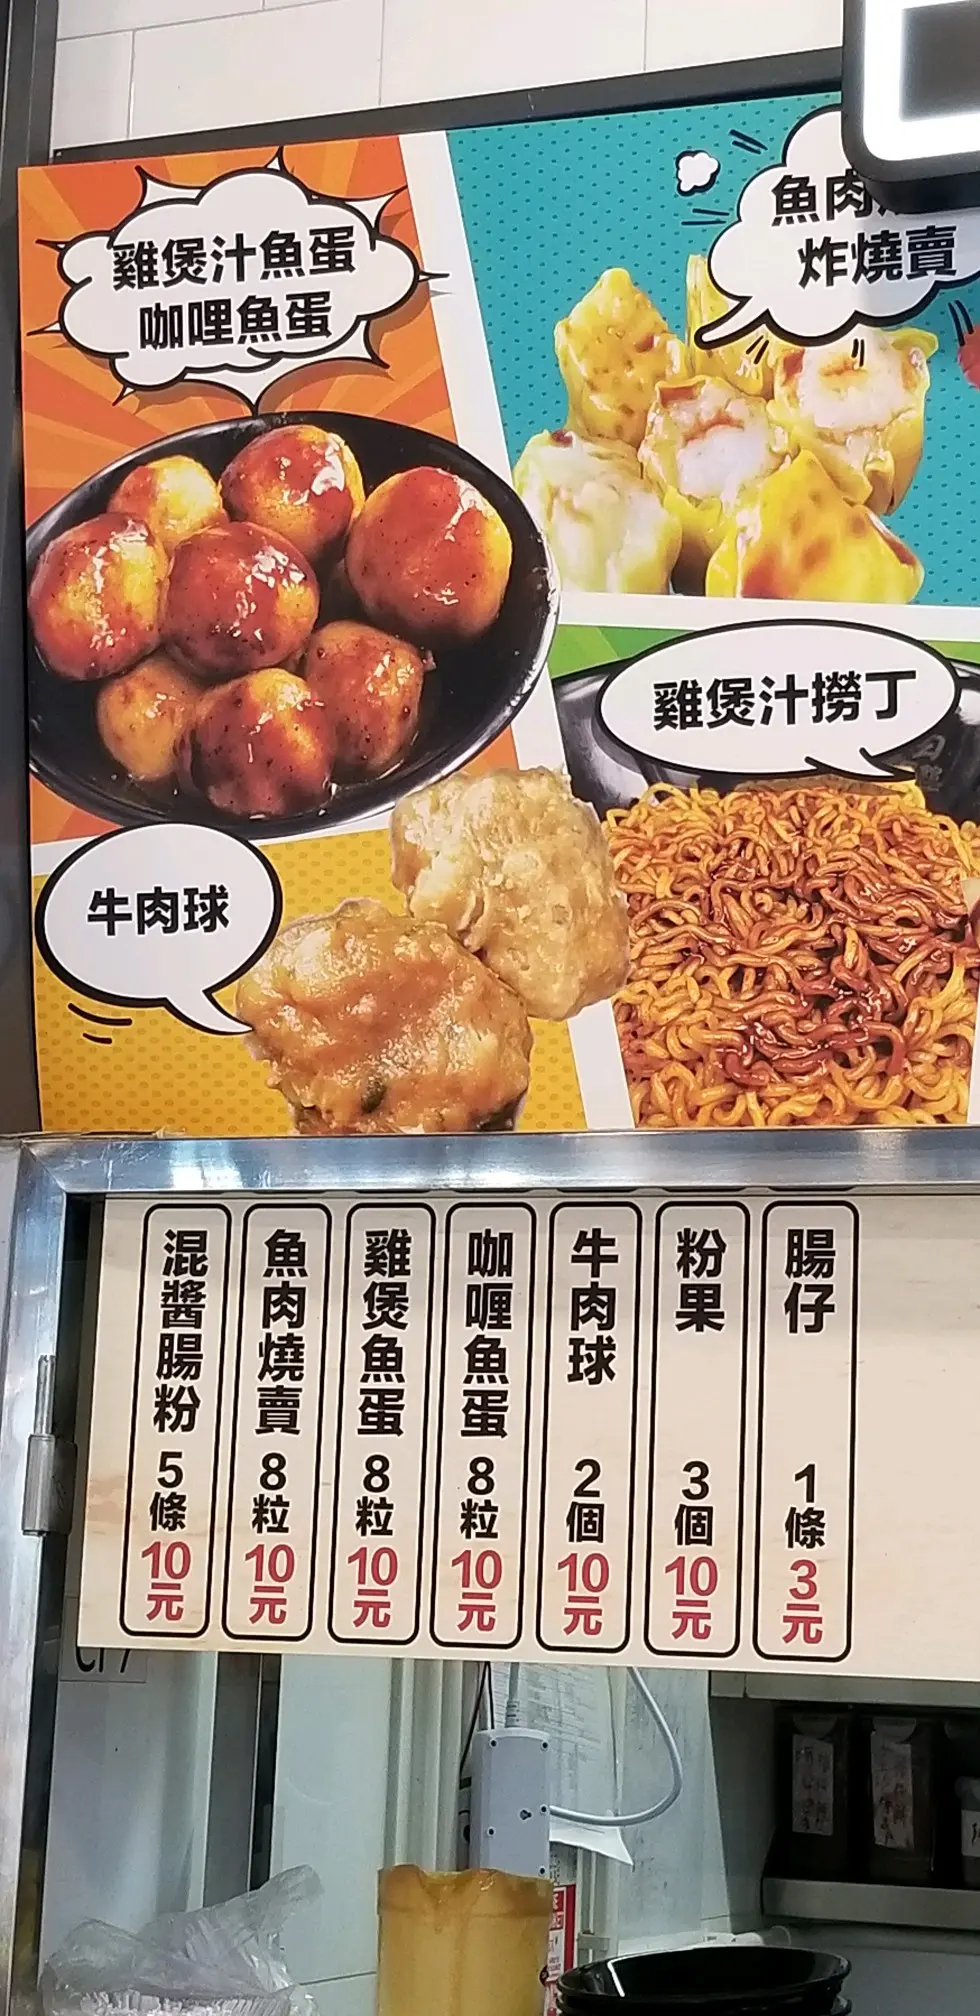 雞煲汁魚蛋
咖哩魚蛋
魚肉
炸燒賣
雞煲汁撈丁
牛肉球
腸仔 1條 3元
粉果 3個 10元
牛肉球 2個 10元
咖喱魚蛋 8粒 10元
雞煲魚蛋 8粒 10元
魚肉燒賣 8粒 10元
混醬腸粉 5條 10元